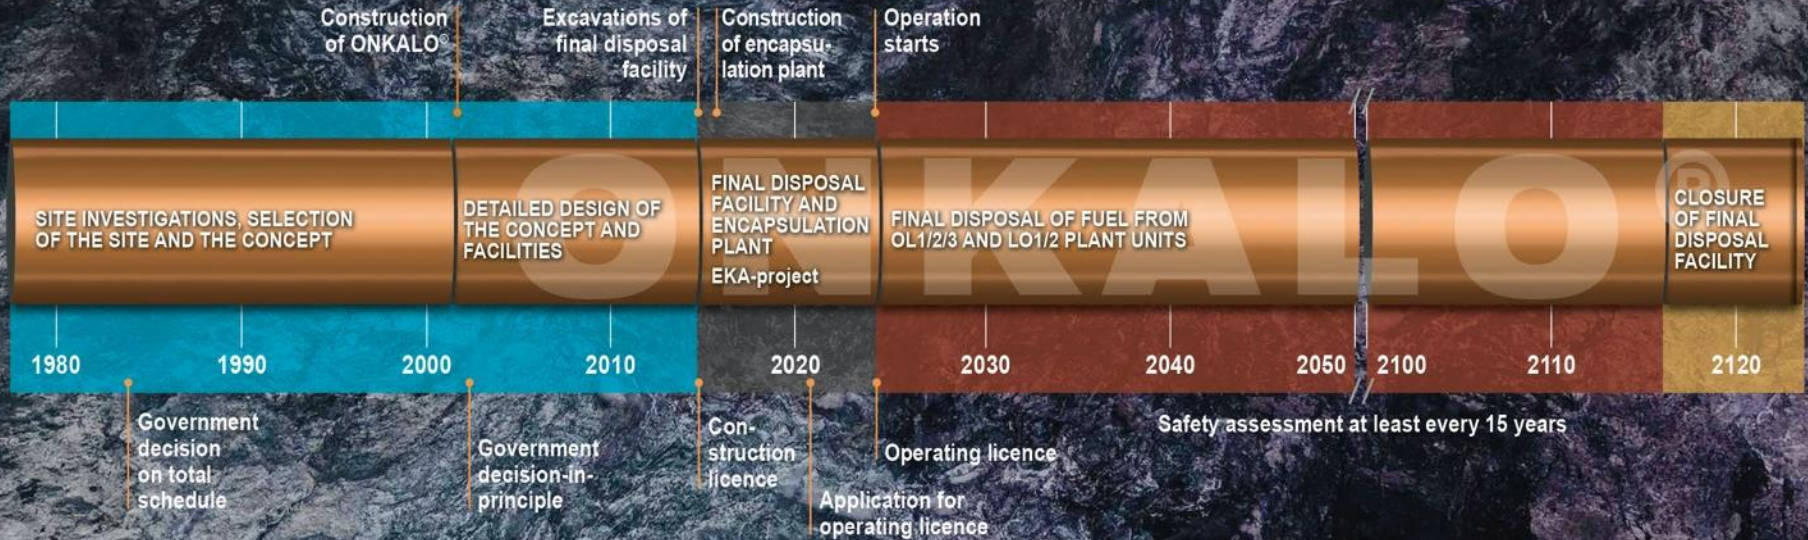 Construction
of ONKALO®
Excavations of
final disposal
facility
Construction
of encapsu-
lation plant
Operation
starts
ONKALO®
SITE INVESTIGATIONS, SELECTION
OF THE SITE AND THE CONCEPT
DETAILED DESIGN OF
THE CONCEPT AND
FACILITIES
FINAL DISPOSAL
FACILITY AND
ENCAPSULATION
PLANT
EKA-project
FINAL DISPOSAL OF FUEL FROM
OL1/2/3 AND LO1/2 PLANT UNITS
CLOSURE
OF FINAL
DISPOSAL
FACILITY
1980 1990 2000 2010 2020 2030 2040 2050 2100 2110 2120
Government
decision
on total
schedule
Government
decision-in-
principle
Con-
struction
licence
Application for
operating licence
Operating licence
Safety assessment at least every 15 years